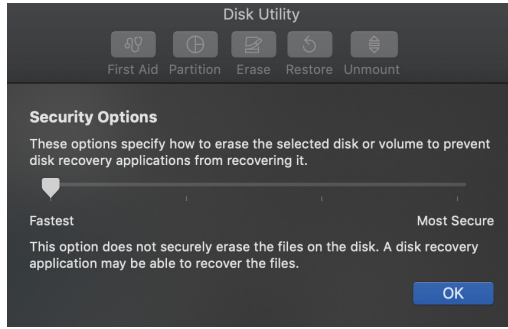 Disk Utility
First Aid Partition Erase Restore Unmount
Security Options
These options specify how to erase the selected disk or volume to prevent
disk recovery applications from recovering it.
Fastest Most Secure
This option does not securely erase the files on the disk. A disk recovery
application may be able to recover the files.
OK